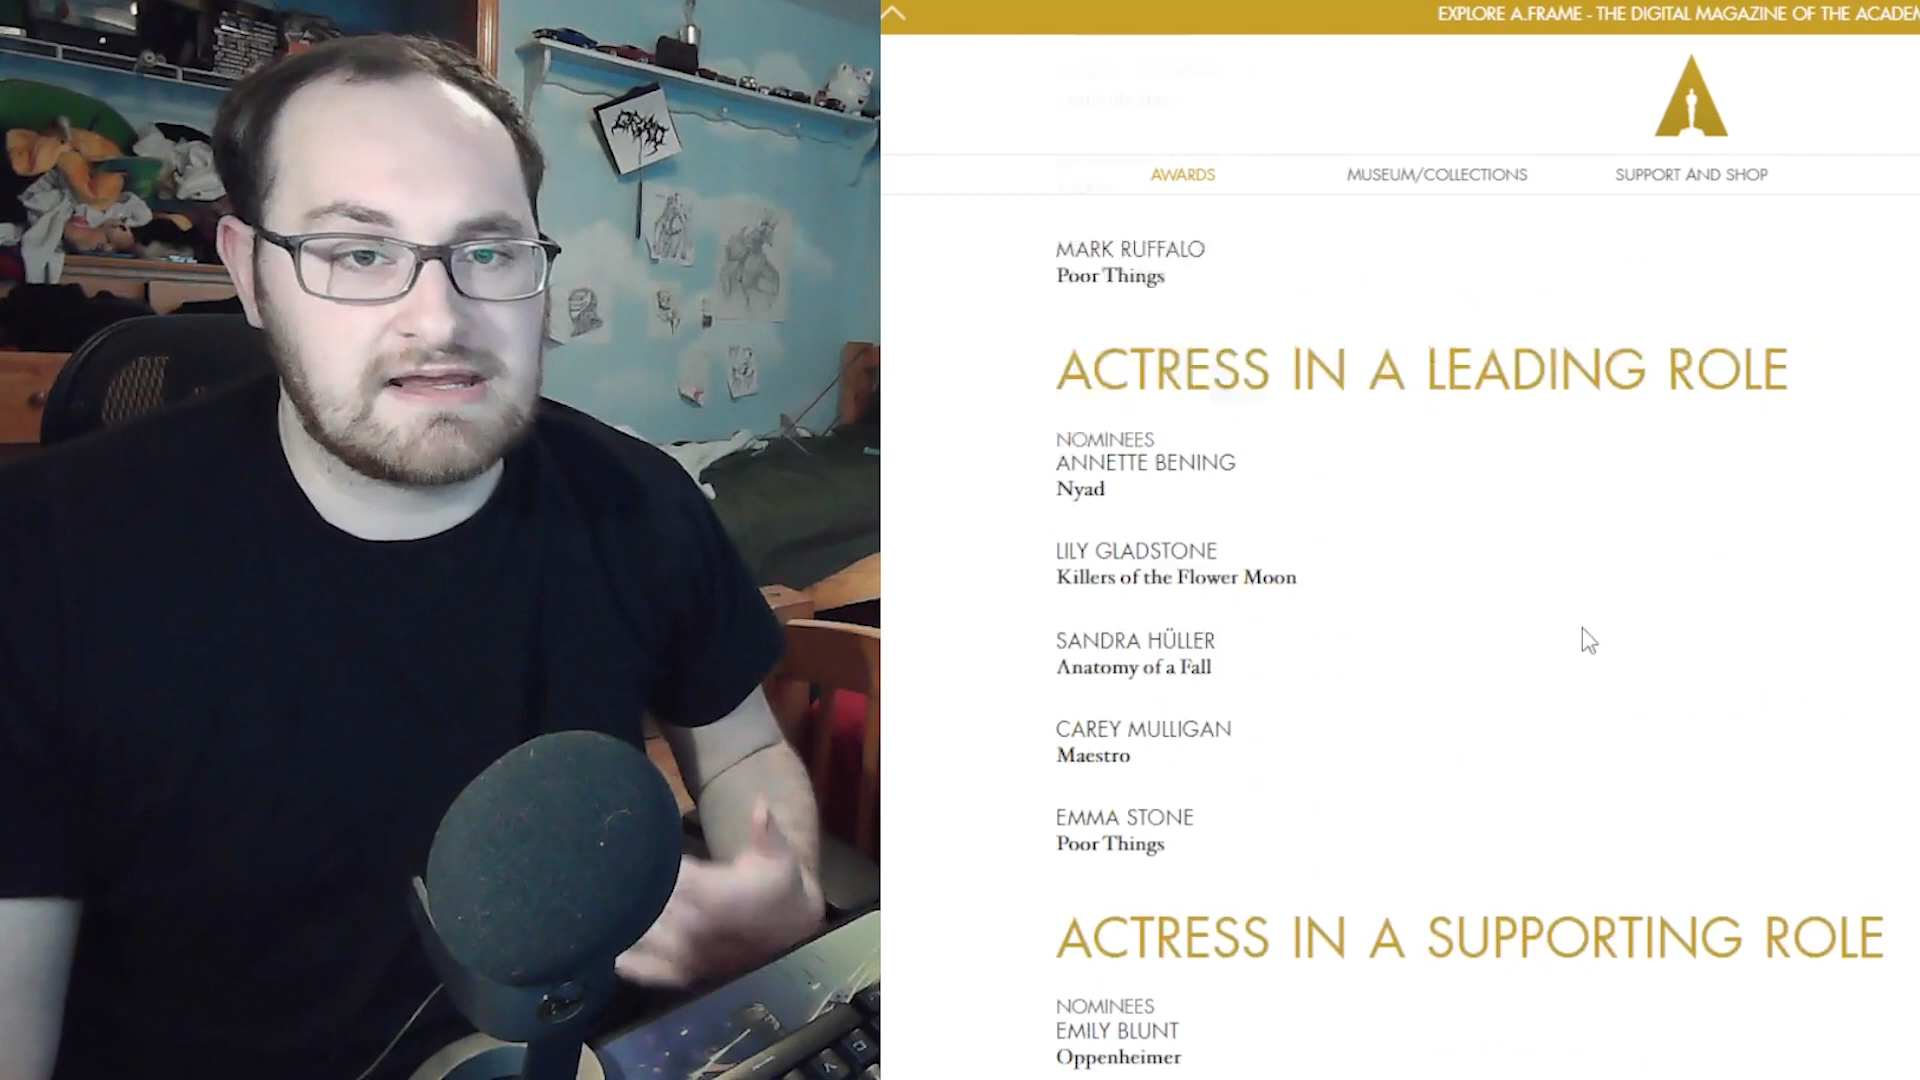 EXPLORE A.FRAME - THE DIGITAL MAGAZINE OF THE ACADEM
AWARDS
MUSEUM/COLLECTIONS
SUPPORT AND SHOP
MARK RUFFALO
Poor Things
ACTRESS IN A LEADING ROLE
NOMINEES
ANNETTE BENING
Nyad
LILY GLADSTONE
Killers of the Flower Moon
SANDRA HÜLLER
Anatomy of a Fall
CAREY MULLIGAN
Maestro
EMMA STONE
Poor Things
ACTRESS IN A SUPPORTING ROLE
NOMINEES
EMILY BLUNT
Oppenheimer